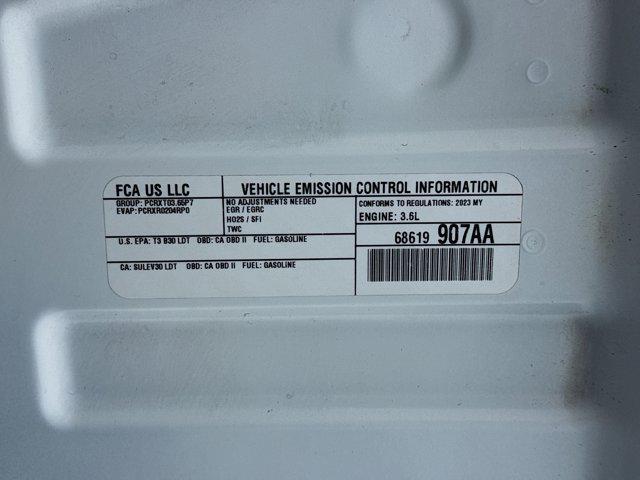 FCA US LLC
VEHICLE EMISSION CONTROL INFORMATION
GROUP: PCRXT03.65P7
EVAP: PCRXR0204RP0
NO ADJUSTMENTS NEEDED
EGR / EGRC
HO2S / SFI
TWC
CONFORMS TO REGULATIONS: 2023 MY
ENGINE: 3.6L
U.S. EPA: T3 B30 LDT OBD: CA OBD II FUEL: GASOLINE
CA: SULEV30 LDT OBD: CA OBD II FUEL: GASOLINE
68619 907AA